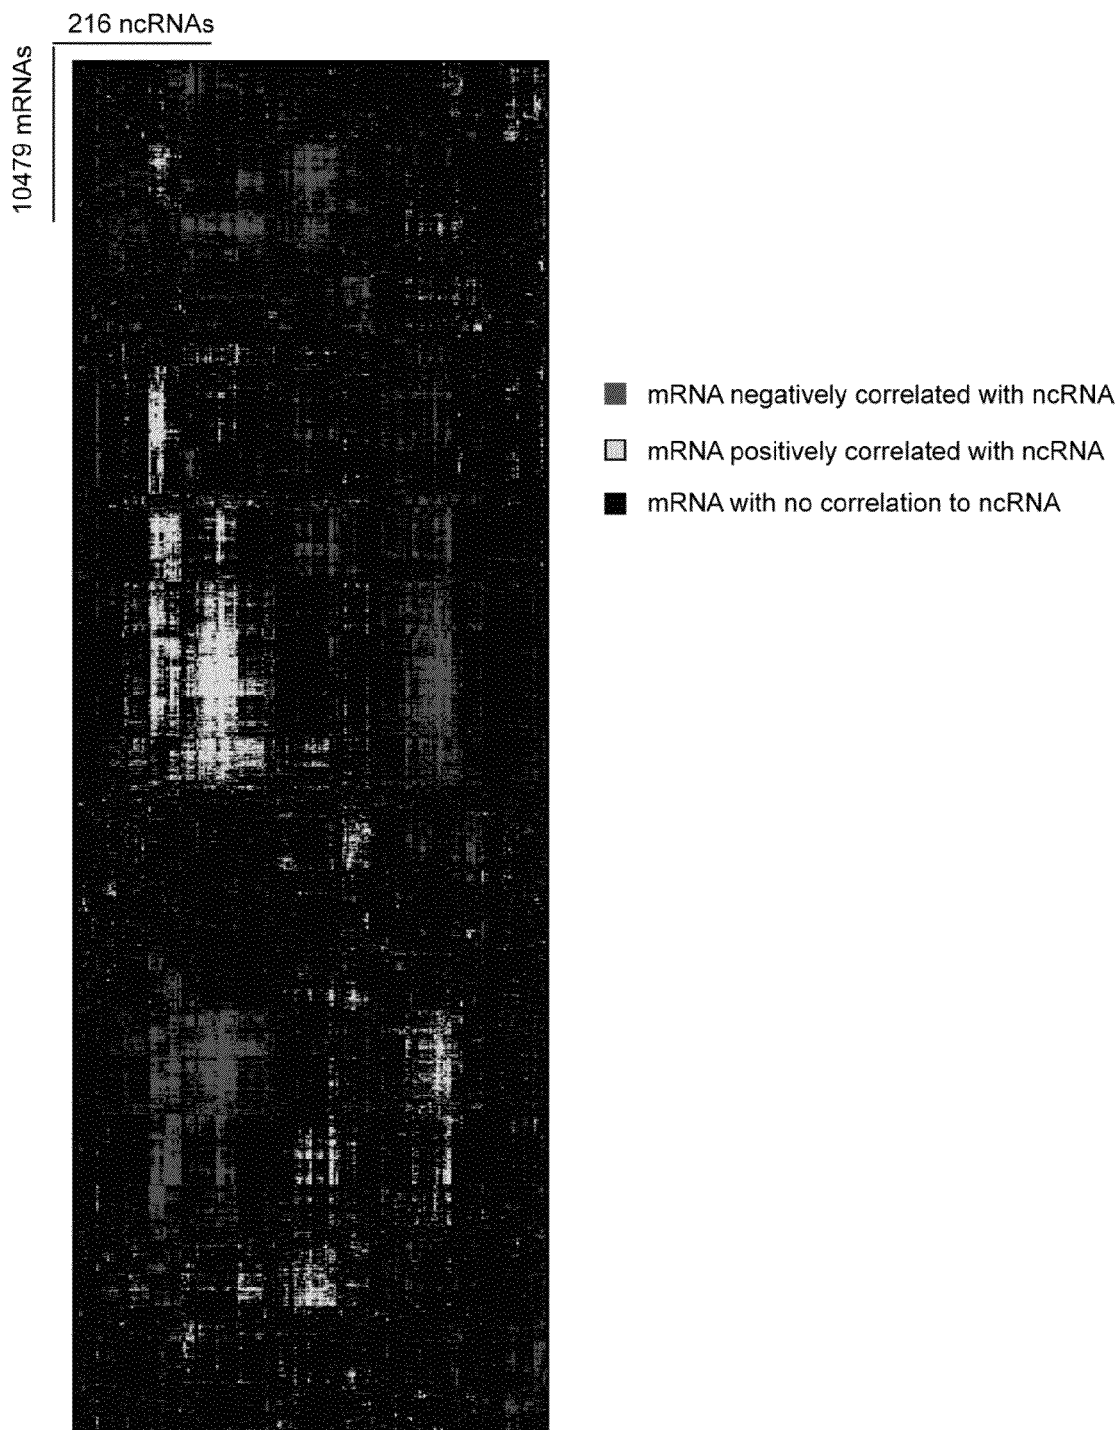 216 ncRNAs
10479 mRNAs
mRNA negatively correlated with ncRNA
mRNA positively correlated with ncRNA
mRNA with no correlation to ncRNA